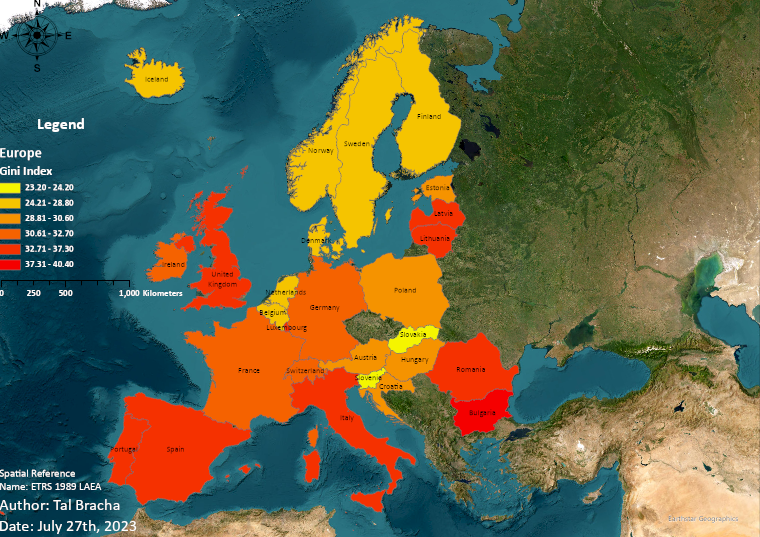 N
W E
S
Legend
Europe
Gini Index
23.20 - 24.20
24.21 - 28.80
28.81 - 30.60
30.61 - 32.70
32.71 - 37.30
37.31 - 40.40
0 250 500 1,000 Kilometers
Iceland
Finland
Norway
Sweden
Estonia
Latvia
Lithuania
Denmark
Ireland
United
Kingdom
Netherlands
Belgium
Luxembourg
Germany
Poland
Slovakia
France
Switzerland
Austria
Hungary
Slovenia
Croatia
Romania
Bulgaria
Italy
Portugal
Spain
Spatial Reference
Name: ETRS 1989 LAEA
Author: Tal Bracha
Date: July 27th, 2023
Earthstar Geographics